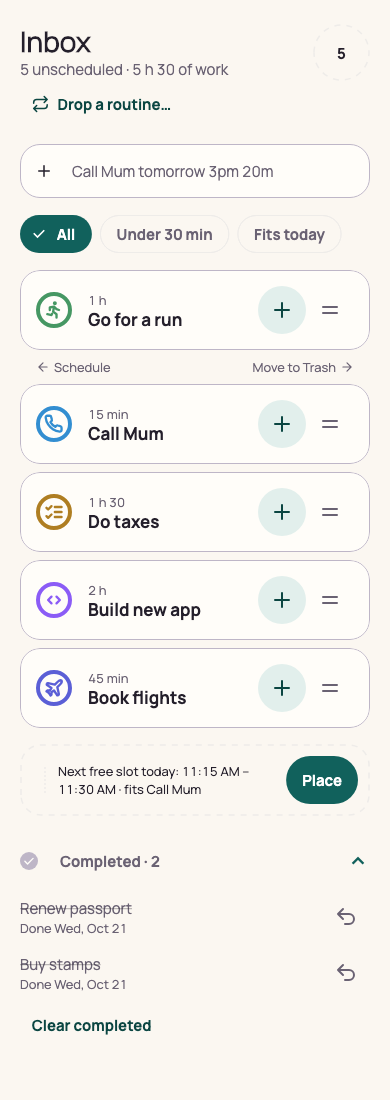 Inbox
5 unscheduled · 5 h 30 of work
5
Drop a routine…
Call Mum tomorrow 3pm 20m
All
Under 30 min
Fits today
1 h
Go for a run
← Schedule
Move to Trash →
15 min
Call Mum
1 h 30
Do taxes
2 h
Build new app
45 min
Book flights
Next free slot today: 11:15 AM –
11:30 AM · fits Call Mum
Place
Completed · 2
Renew passport
Done Wed, Oct 21
Buy stamps
Done Wed, Oct 21
Clear completed